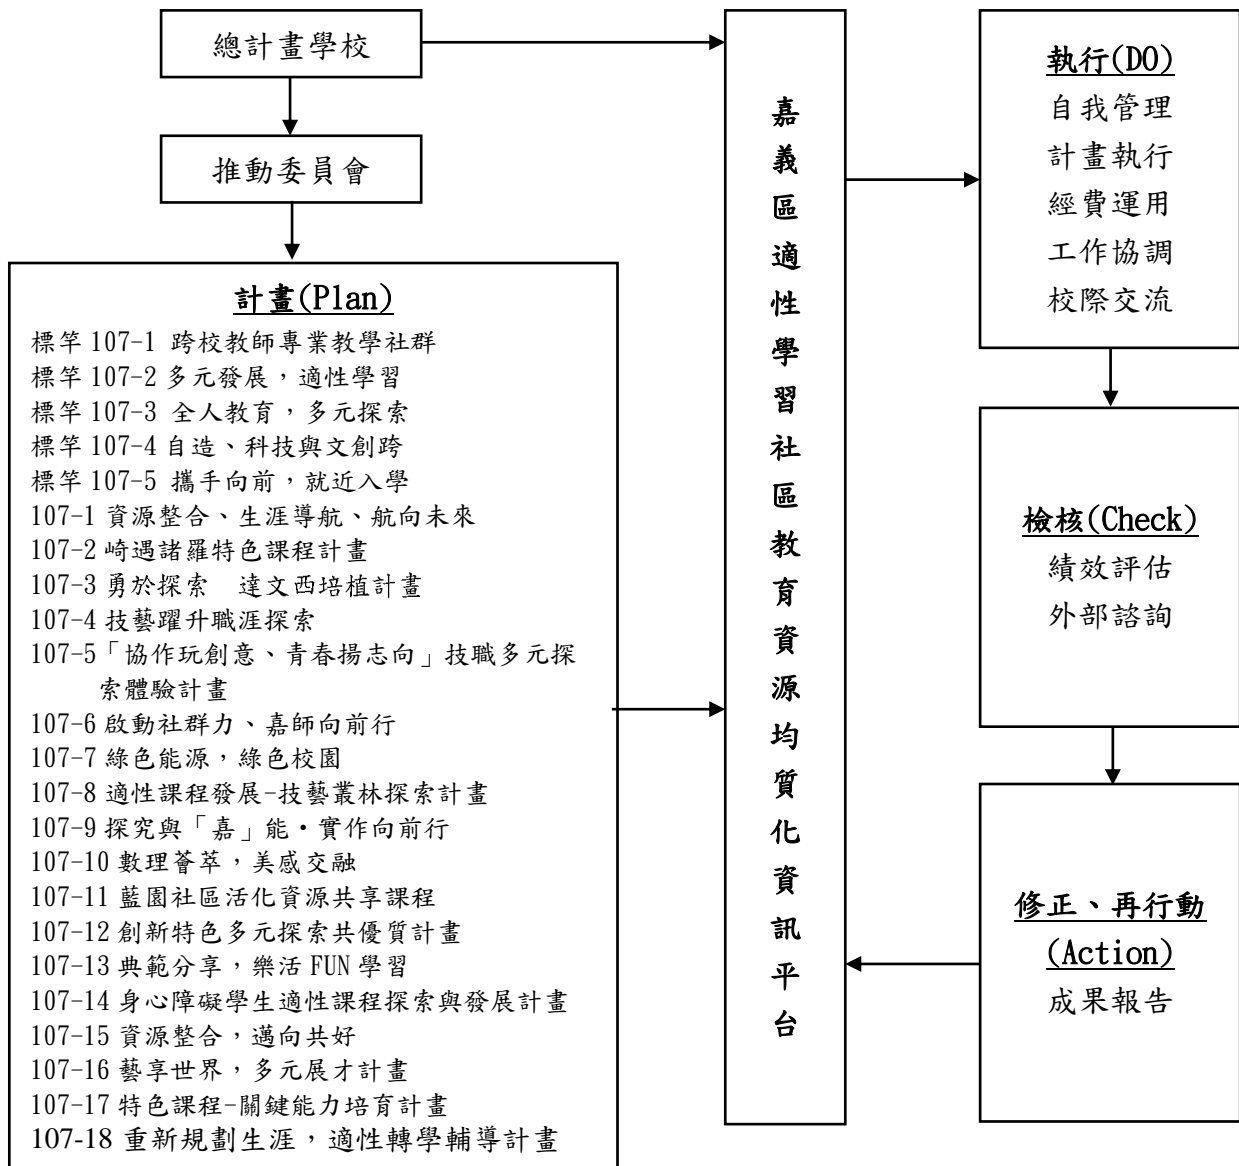 總計畫學校
推動委員會
計畫(Plan)
標竿 107-1 跨校教師專業教學社群
標竿 107-2 多元發展，適性學習
標竿 107-3 全人教育，多元探索
標竿 107-4 自造、科技與文創跨
標竿 107-5 攜手向前，就近入學
107-1 資源整合、生涯導航、航向未來
107-2 崎遇諸羅特色課程計畫
107-3 勇於探索　達文西培植計畫
107-4 技藝躍升職涯探索
107-5「協作玩創意、青春揚志向」技職多元探
索體驗計畫
107-6 啟動社群力、嘉師向前行
107-7 綠色能源，綠色校園
107-8 適性課程發展-技藝叢林探索計畫
107-9 探究與「嘉」能‧實作向前行
107-10 數理薈萃，美感交融
107-11 藍園社區活化資源共享課程
107-12 創新特色多元探索共優質計畫
107-13 典範分享，樂活 FUN 學習
107-14 身心障礙學生適性課程探索與發展計畫
107-15 資源整合，邁向共好
107-16 藝享世界，多元展才計畫
107-17 特色課程-關鍵能力培育計畫
107-18 重新規劃生涯，適性轉學輔導計畫
嘉義區適性學習社區教育資源均質化資訊平台
執行(DO)
自我管理
計畫執行
經費運用
工作協調
校際交流
檢核(Check)
績效評估
外部諮詢
修正、再行動
(Action)
成果報告